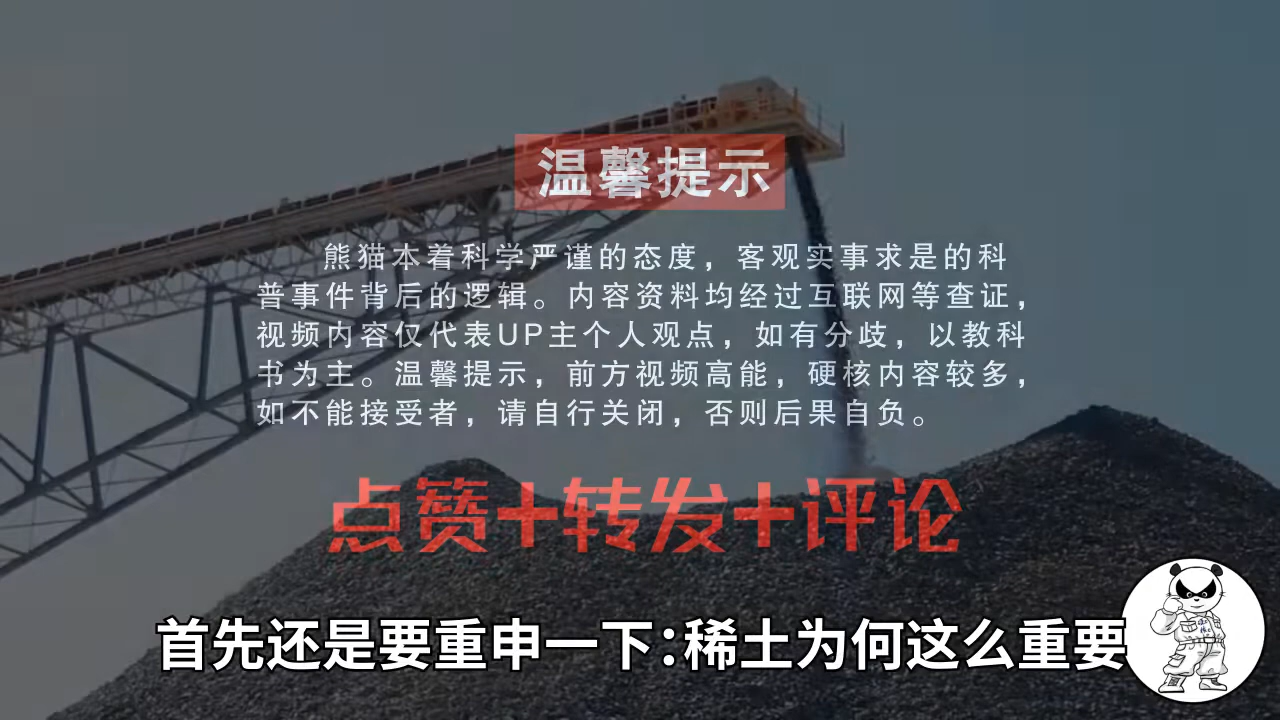 温馨提示
熊猫本着科学严谨的态度，客观实事求是的科
普事件背后的逻辑。内容资料均经过互联网等查证，
视频内容仅代表UP主个人观点，如有分歧，以教科
书为主。温馨提示，前方视频高能，硬核内容较多，
如不能接受者，请自行关闭，否则后果自负。
点赞+转发+评论
首先还是要重申一下:稀土为何这么重要